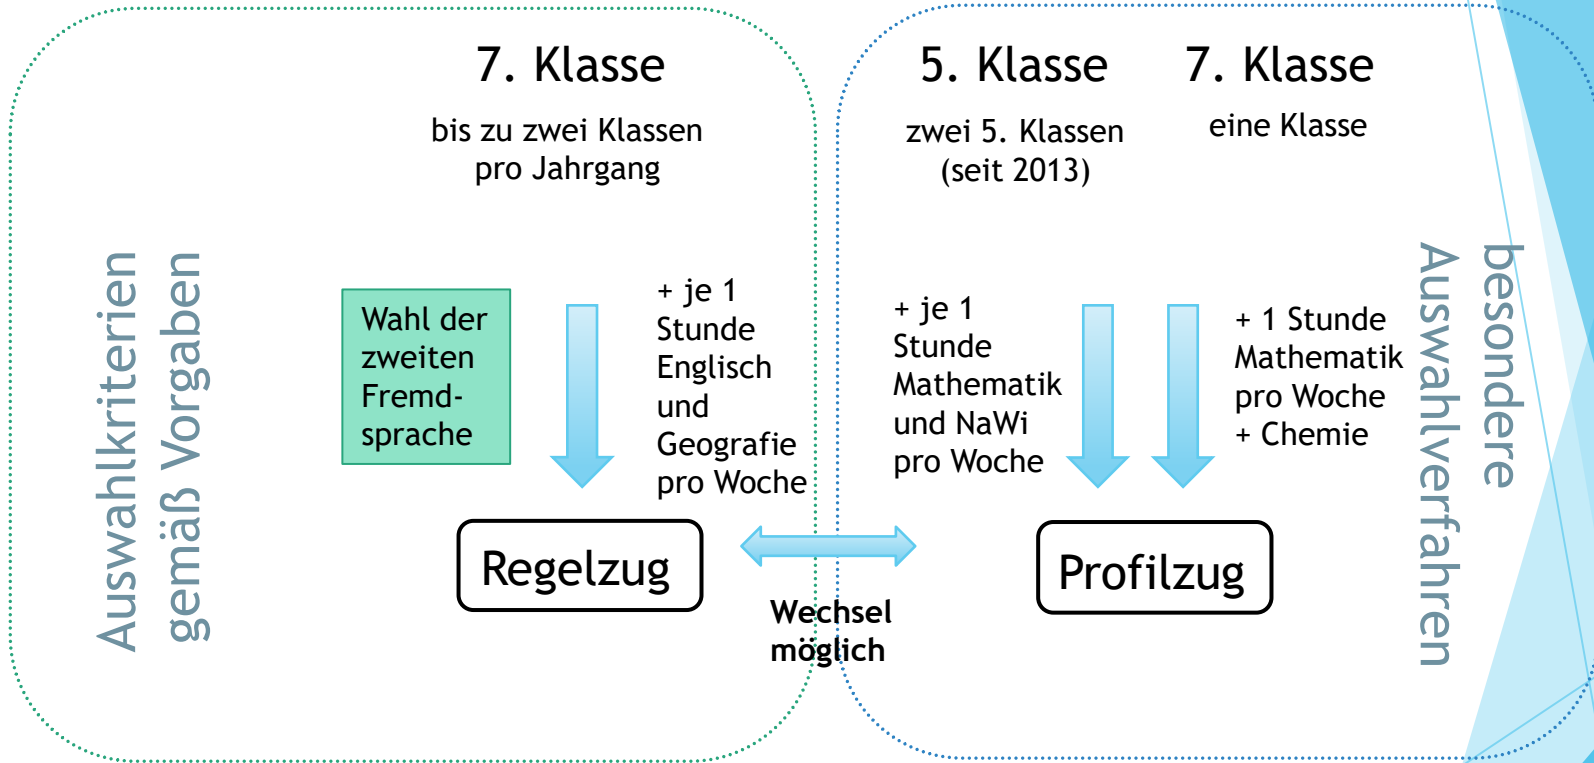 Auswahlkriterien
gemäß Vorgaben
7. Klasse
bis zu zwei Klassen
pro Jahrgang
Wahl der
zweiten
Fremd-
sprache
+ je 1
Stunde
Englisch
und
Geografie
pro Woche
Regelzug
Wechsel
möglich
5. Klasse
zwei 5. Klassen
(seit 2013)
+ je 1
Stunde
Mathematik
und NaWi
pro Woche
7. Klasse
eine Klasse
+ 1 Stunde
Mathematik
pro Woche
+ Chemie
Profilzug
besondere
Auswahlverfahren